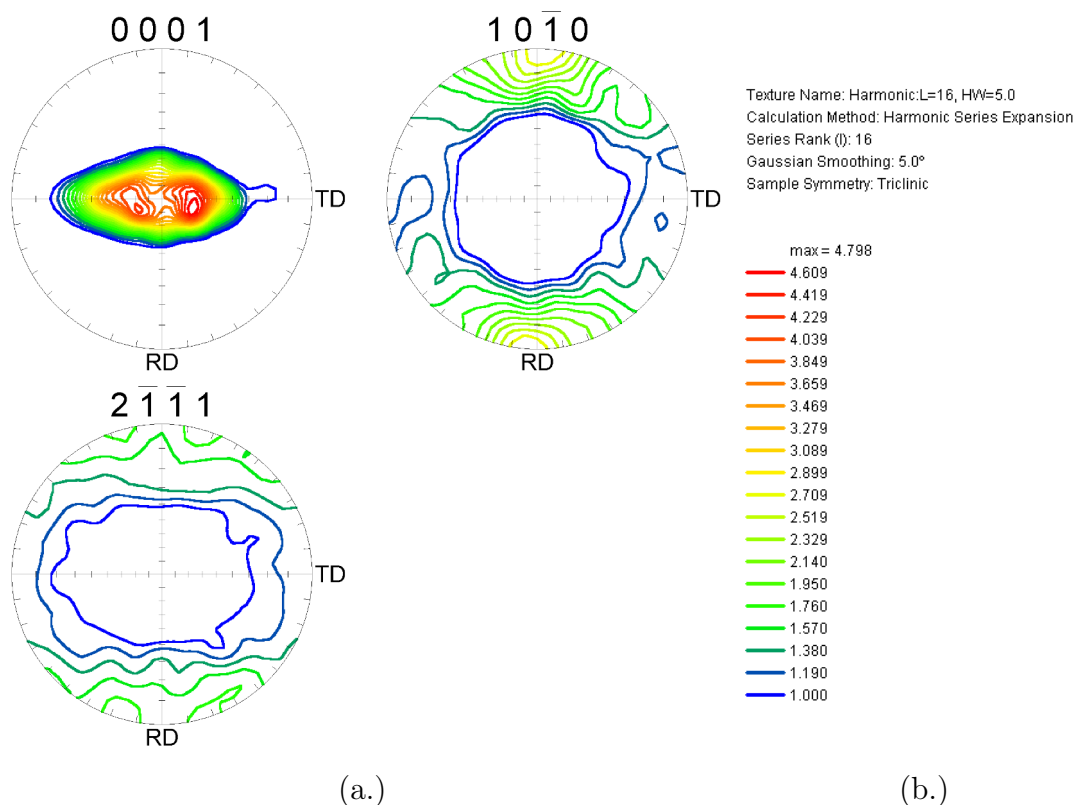 0 0 0 1
TD
RD
1 0 1̅ 0
TD
RD
2 1̅ 1̅ 1
TD
RD
Texture Name: Harmonic:L=16, HW=5.0
Calculation Method: Harmonic Series Expansion
Series Rank (l): 16
Gaussian Smoothing: 5.0º
Sample Symmetry: Triclinic
max = 4.798
4.609
4.419
4.229
4.039
3.849
3.659
3.469
3.279
3.089
2.899
2.709
2.519
2.329
2.140
1.950
1.760
1.570
1.380
1.190
1.000
(a.)
(b.)